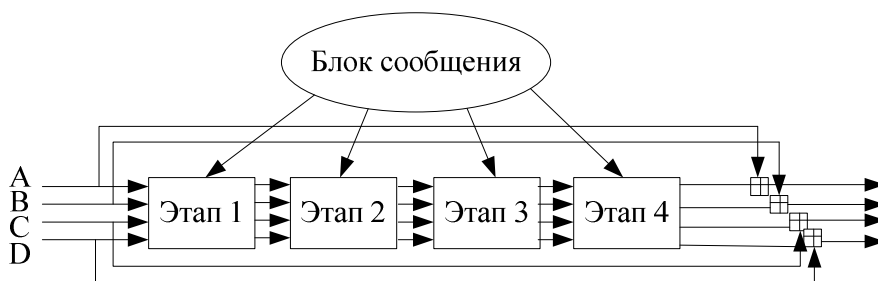 Блок сообщения
A
B
C
D
Этап 1
Этап 2
Этап 3
Этап 4